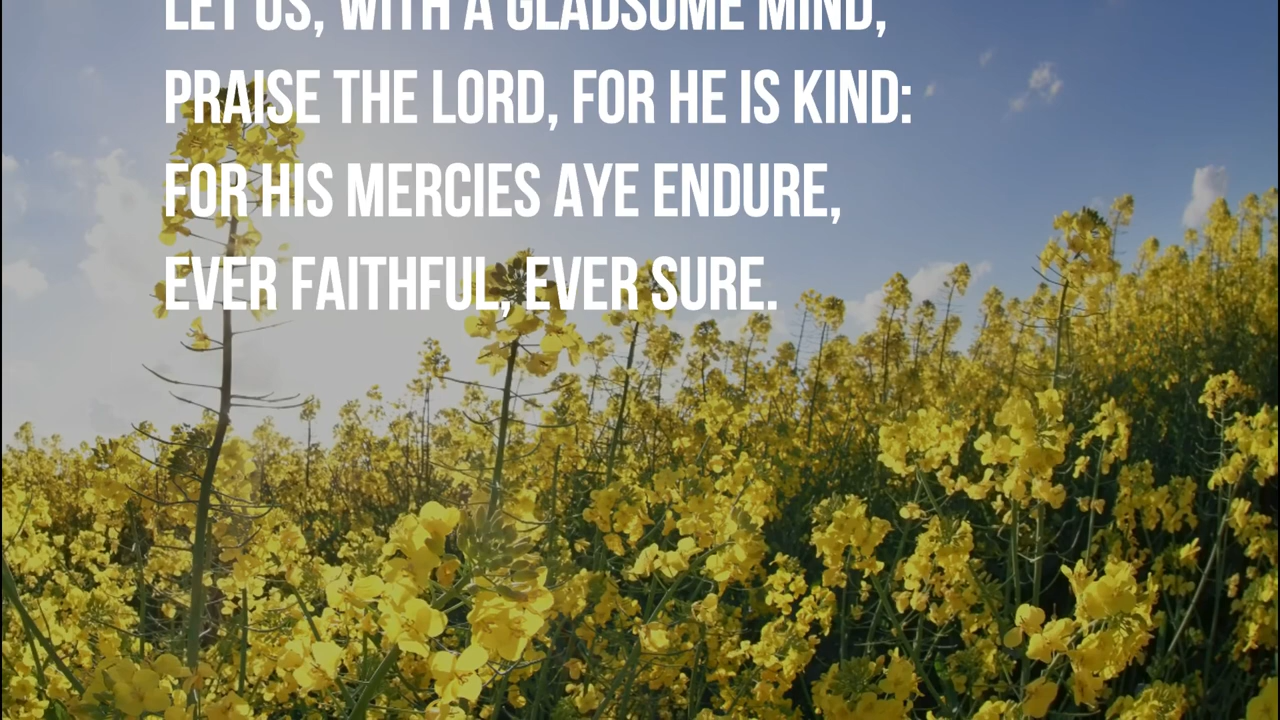 LET US, WITH A GLADSOME MIND,
PRAISE THE LORD, FOR HE IS KIND:
FOR HIS MERCIES AYE ENDURE,
EVER FAITHFUL, EVER SURE.